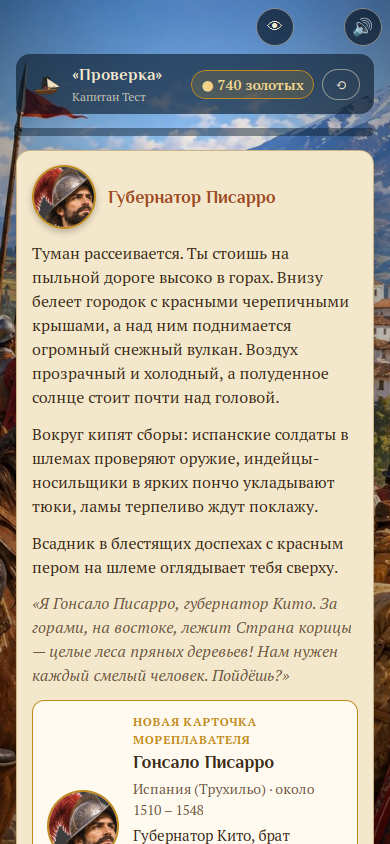 «Проверка»
Капитан Тест
740 золотых
Губернатор Писарро
Туман рассеивается. Ты стоишь на
пыльной дороге высоко в горах. Внизу
белеет городок с красными черепичными
крышами, а над ним поднимается
огромный снежный вулкан. Воздух
прозрачный и холодный, а полуденное
солнце стоит почти над головой.
Вокруг кипят сборы: испанские солдаты в
шлемах проверяют оружие, индейцы-
носильщики в ярких пончо укладывают
тюки, ламы терпеливо ждут поклажу.
Всадник в блестящих доспехах с красным
пером на шлеме оглядывает тебя сверху.
«Я Гонсало Писарро, губернатор Кито. За
горами, на востоке, лежит Страна корицы
— целые леса пряных деревьев! Нам нужен
каждый смелый человек. Пойдёшь?»
НОВАЯ КАРТОЧКА
МОРЕПЛАВАТЕЛЯ
Гонсало Писарро
Испания (Трухильо) · около
1510 – 1548
Губернатор Кито, брат